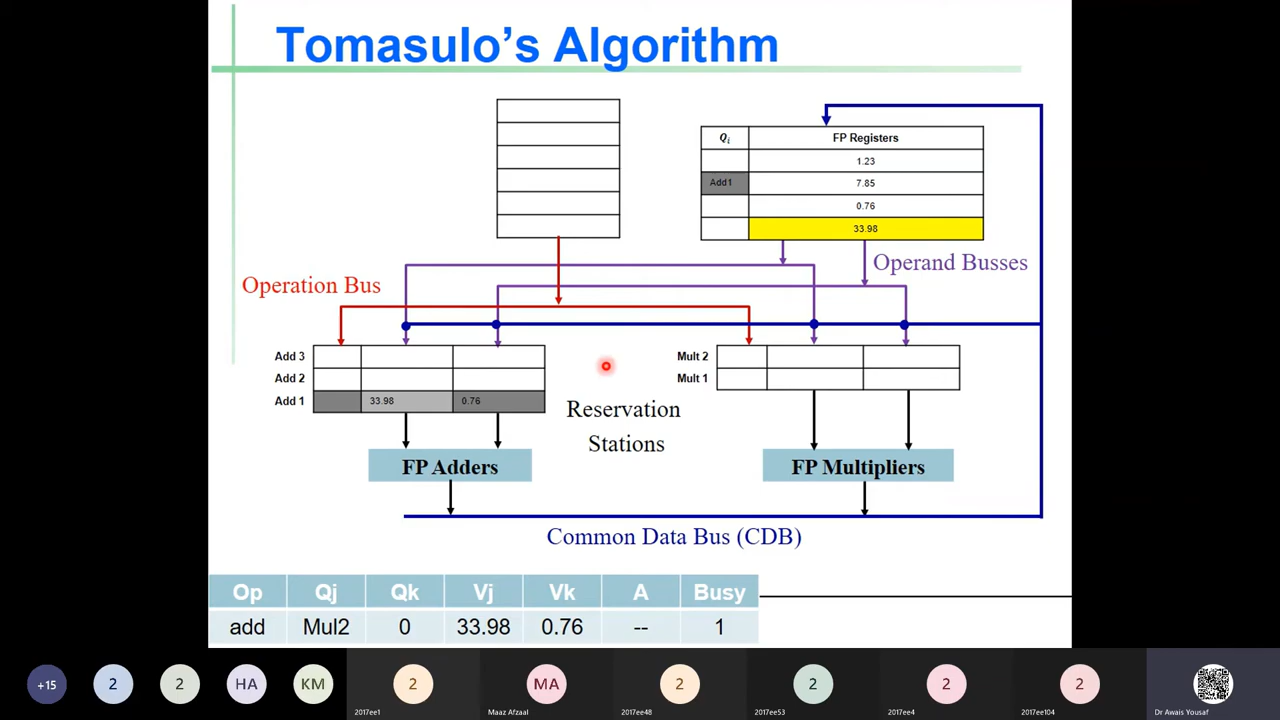 Tomasulo's Algorithm
Qi FP Registers
1.23
Add1 7.85
0.76
33.98
Operand Busses
Operation Bus
Add 3
Add 2
Add 1 33.98 0.76
Mult 2
Mult 1
Reservation
Stations
FP Adders
FP Multipliers
Common Data Bus (CDB)
Op Qj Qk Vj Vk A Busy
add Mul2 0 33.98 0.76 -- 1
+15 2 2 HA KM 2 MA 2 2 2 2
2017ee1 Maaz Afzaal 2017ee48 2017ee53 2017ee4 2017ee104 Dr Awais Yousaf